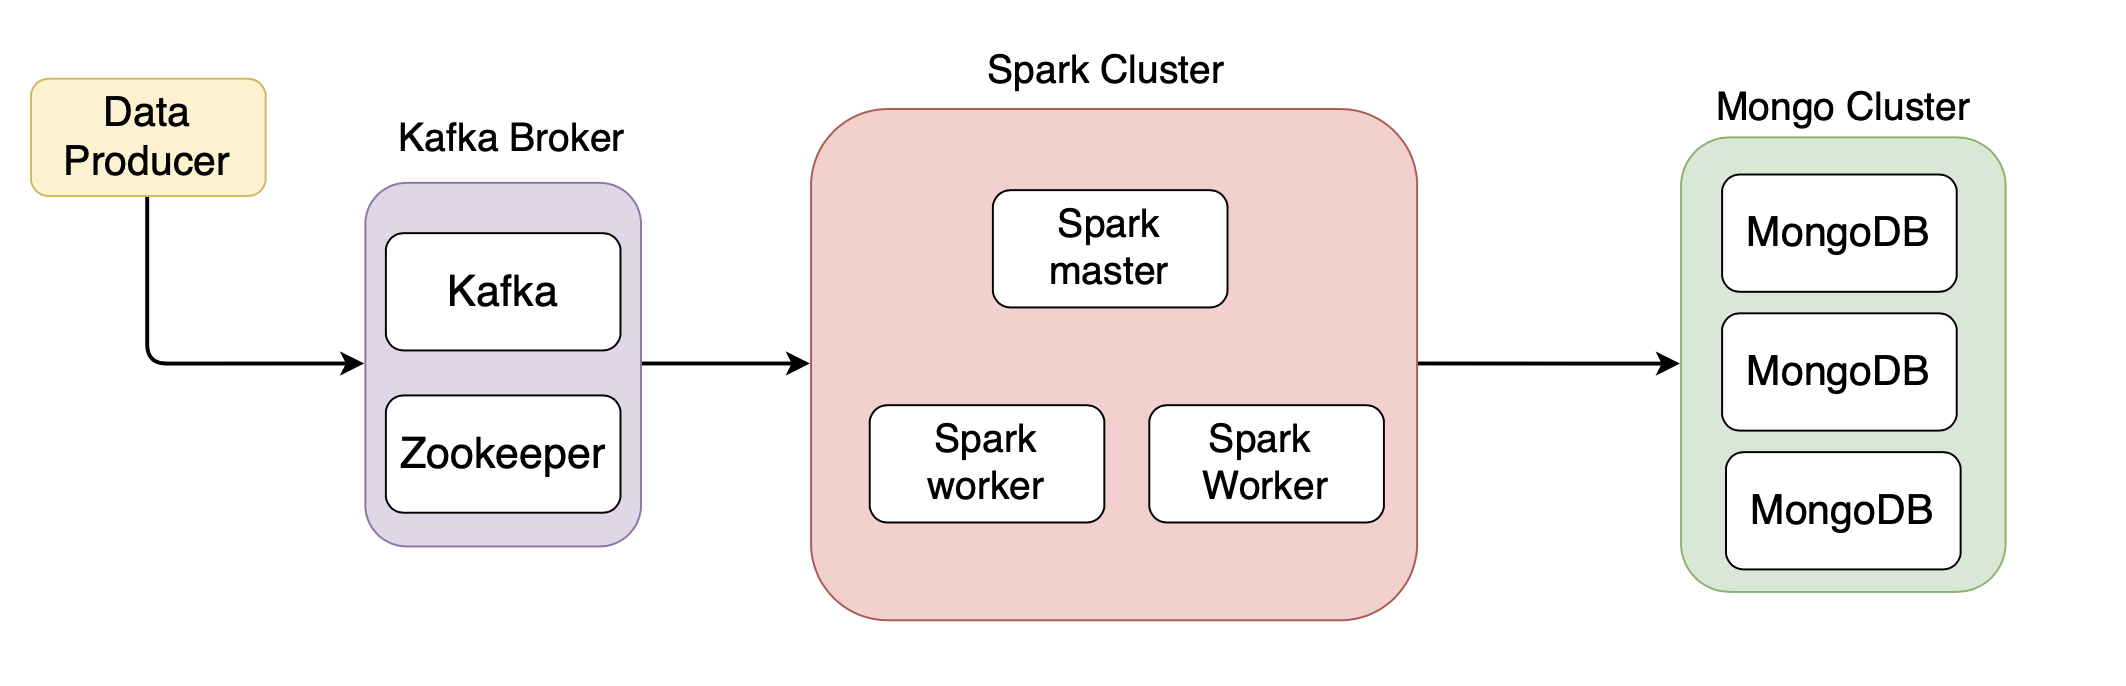 Data
Producer
Kafka Broker
Kafka
Zookeeper
Spark Cluster
Spark
master
Spark
worker
Spark
Worker
Mongo Cluster
MongoDB
MongoDB
MongoDB